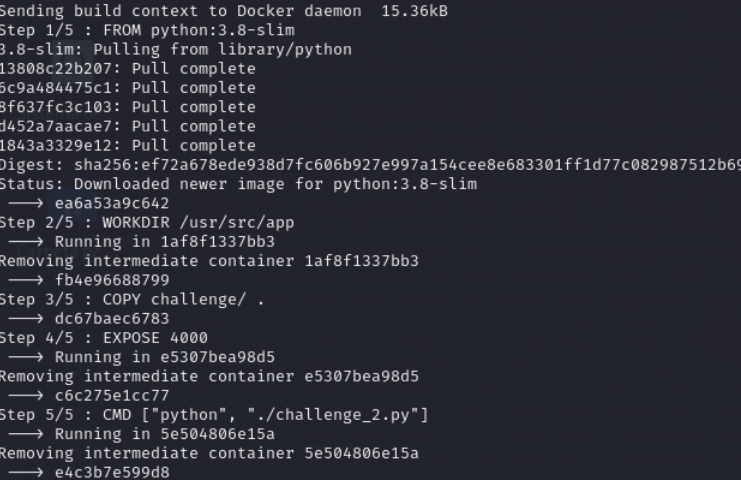 Sending build context to Docker daemon  15.36kB
Step 1/5 : FROM python:3.8-slim
3.8-slim: Pulling from library/python
13808c22b207: Pull complete
6c9a484475c1: Pull complete
8f637fc3c103: Pull complete
d452a7aacae7: Pull complete
1843a3329e12: Pull complete
Digest: sha256:ef72a678ede938d7fc606b927e997a154cee8e683301ff1d77c082987512b69
Status: Downloaded newer image for python:3.8-slim
 ---> ea6a53a9c642
Step 2/5 : WORKDIR /usr/src/app
 ---> Running in 1af8f1337bb3
Removing intermediate container 1af8f1337bb3
 ---> fb4e96688799
Step 3/5 : COPY challenge/ .
 ---> dc67baec6783
Step 4/5 : EXPOSE 4000
 ---> Running in e5307bea98d5
Removing intermediate container e5307bea98d5
 ---> c6c275e1cc77
Step 5/5 : CMD ["python", "./challenge_2.py"]
 ---> Running in 5e504806e15a
Removing intermediate container 5e504806e15a
 ---> e4c3b7e599d8